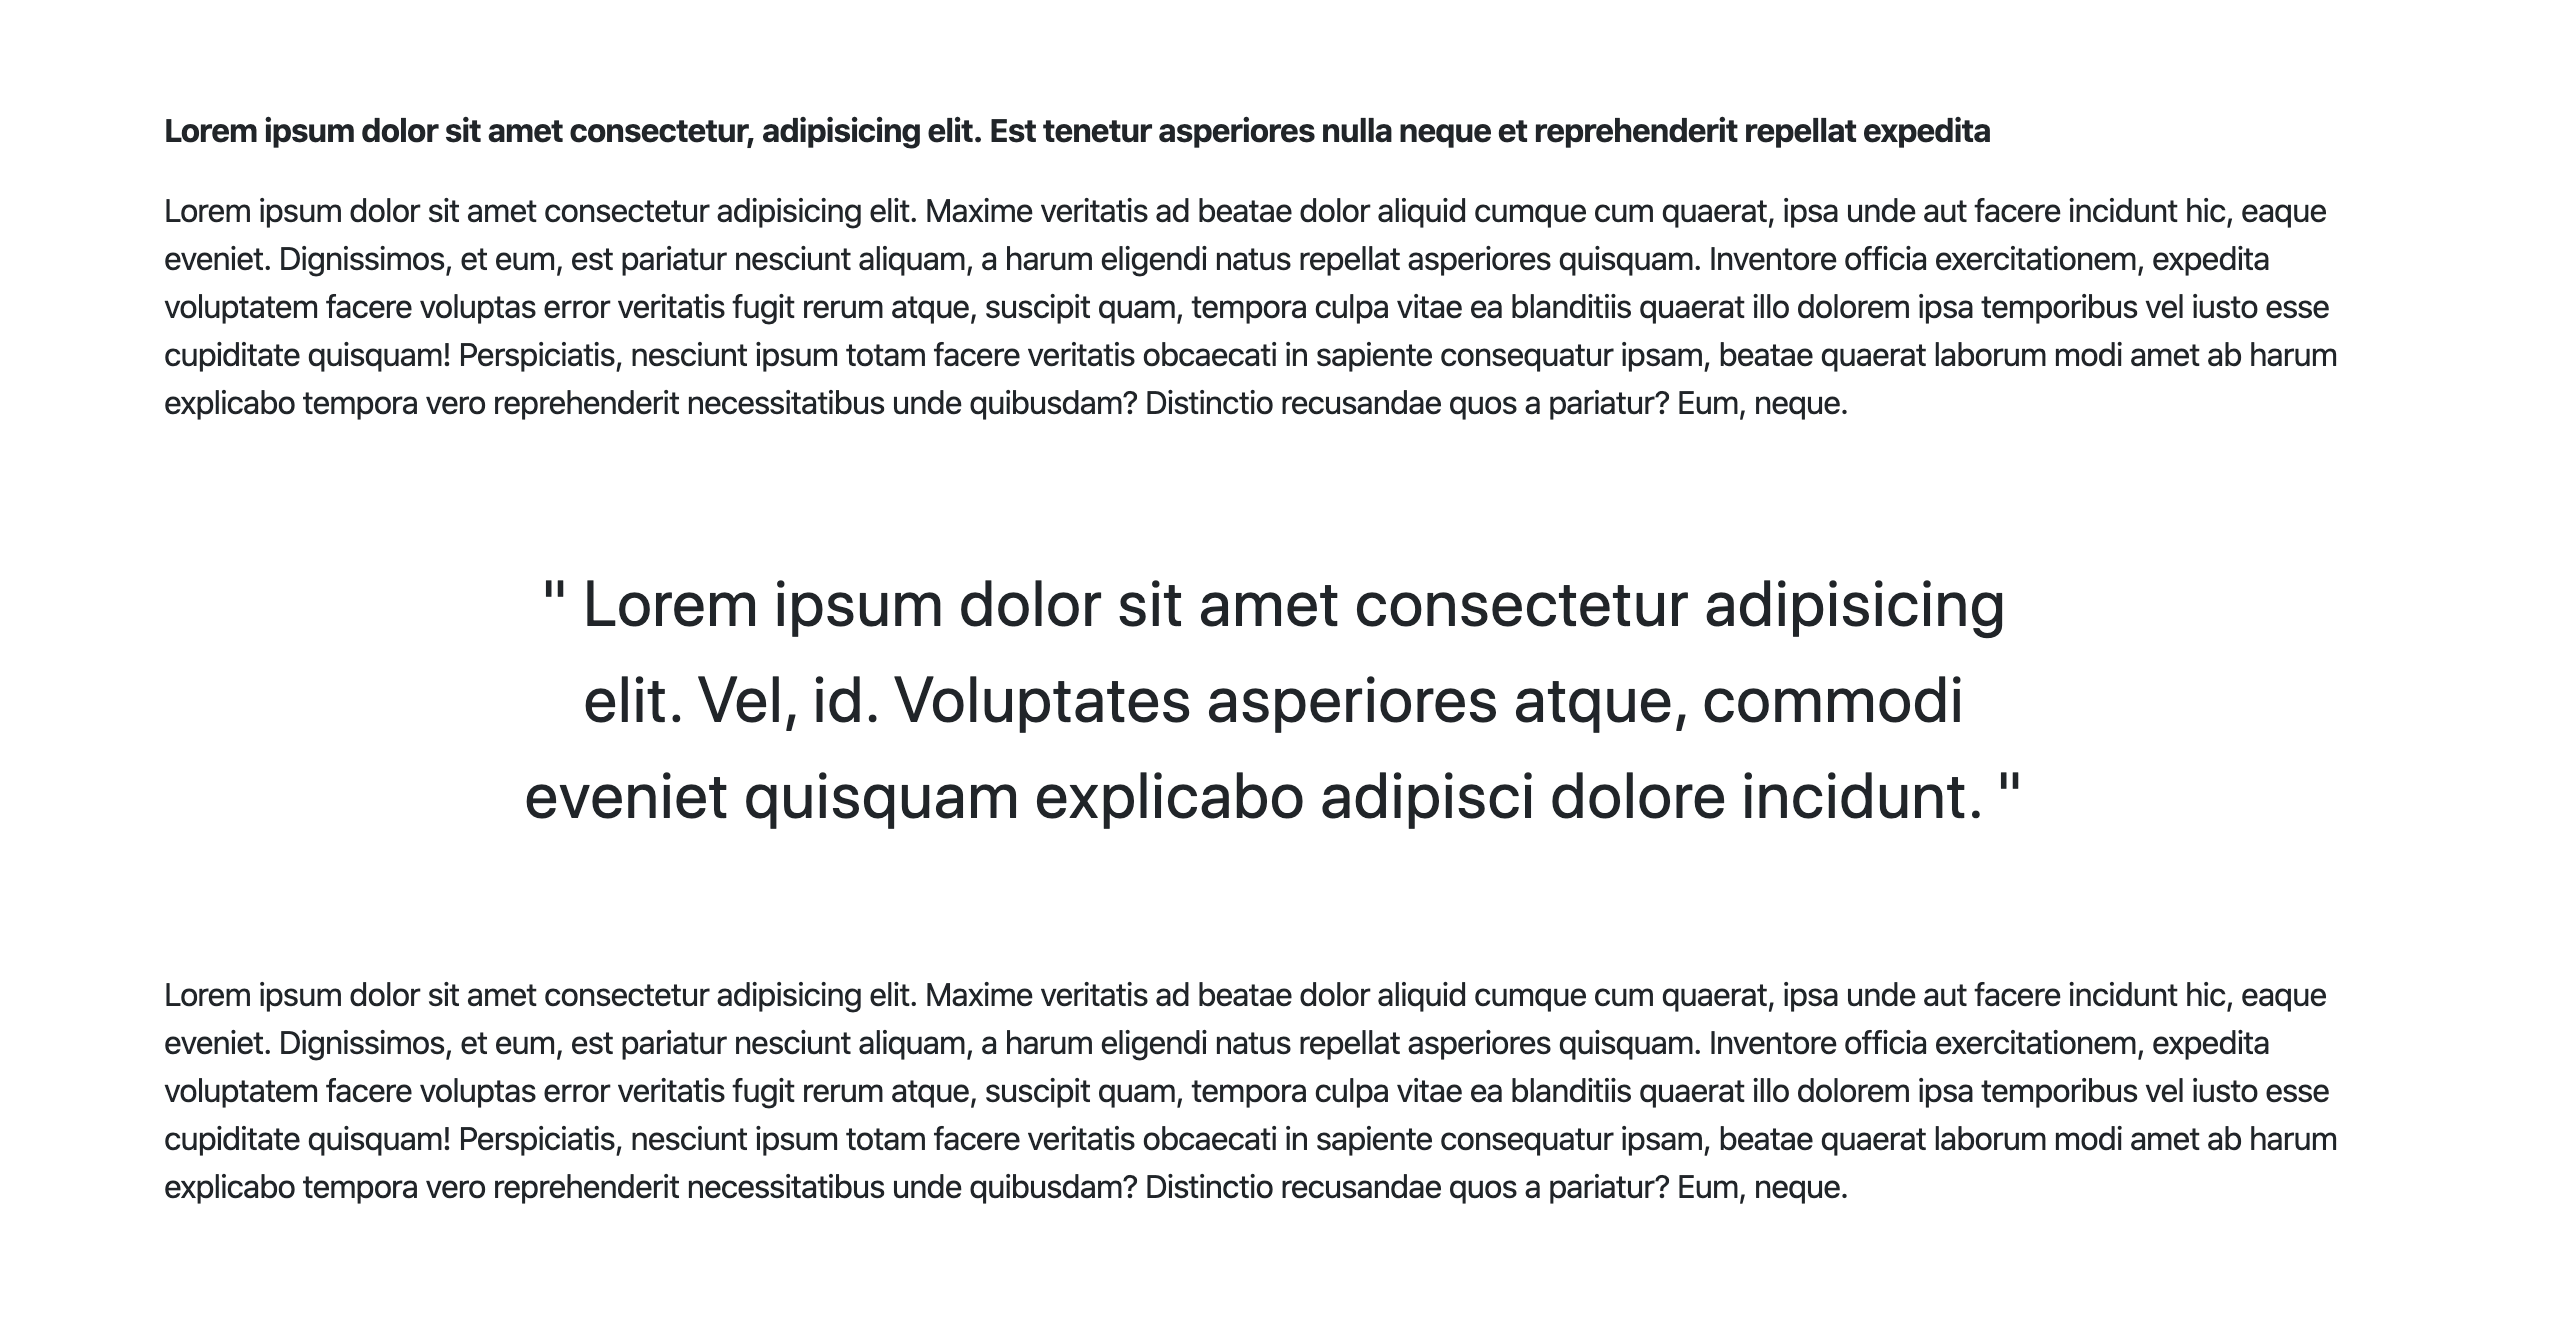 Lorem ipsum dolor sit amet consectetur, adipisicing elit. Est tenetur asperiores nulla neque et reprehenderit repellat expedita
Lorem ipsum dolor sit amet consectetur adipisicing elit. Maxime veritatis ad beatae dolor aliquid cumque cum quaerat, ipsa unde aut facere incidunt hic, eaque
eveniet. Dignissimos, et eum, est pariatur nesciunt aliquam, a harum eligendi natus repellat asperiores quisquam. Inventore officia exercitationem, expedita
voluptatem facere voluptas error veritatis fugit rerum atque, suscipit quam, tempora culpa vitae ea blanditiis quaerat illo dolorem ipsa temporibus vel iusto esse
cupiditate quisquam! Perspiciatis, nesciunt ipsum totam facere veritatis obcaecati in sapiente consequatur ipsam, beatae quaerat laborum modi amet ab harum
explicabo tempora vero reprehenderit necessitatibus unde quibusdam? Distinctio recusandae quos a pariatur? Eum, neque.
" Lorem ipsum dolor sit amet consectetur adipisicing
elit. Vel, id. Voluptates asperiores atque, commodi
eveniet quisquam explicabo adipisci dolore incidunt. "
Lorem ipsum dolor sit amet consectetur adipisicing elit. Maxime veritatis ad beatae dolor aliquid cumque cum quaerat, ipsa unde aut facere incidunt hic, eaque
eveniet. Dignissimos, et eum, est pariatur nesciunt aliquam, a harum eligendi natus repellat asperiores quisquam. Inventore officia exercitationem, expedita
voluptatem facere voluptas error veritatis fugit rerum atque, suscipit quam, tempora culpa vitae ea blanditiis quaerat illo dolorem ipsa temporibus vel iusto esse
cupiditate quisquam! Perspiciatis, nesciunt ipsum totam facere veritatis obcaecati in sapiente consequatur ipsam, beatae quaerat laborum modi amet ab harum
explicabo tempora vero reprehenderit necessitatibus unde quibusdam? Distinctio recusandae quos a pariatur? Eum, neque.